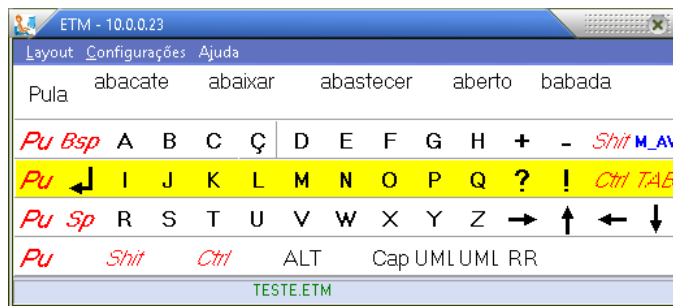 ETM - 10.0.0.23
Layout Configurações Ajuda
Pula abacate abaixar abastecer aberto babada
Pu Bsp A B C Ç D E F G H + - Shif M_AV
Pu I J K L M N O P Q ? ! Ctrl TAB
Pu Sp R S T U V W X Y Z
Pu Shit Ctrl ALT Cap UML UML RR
TESTE.ETM